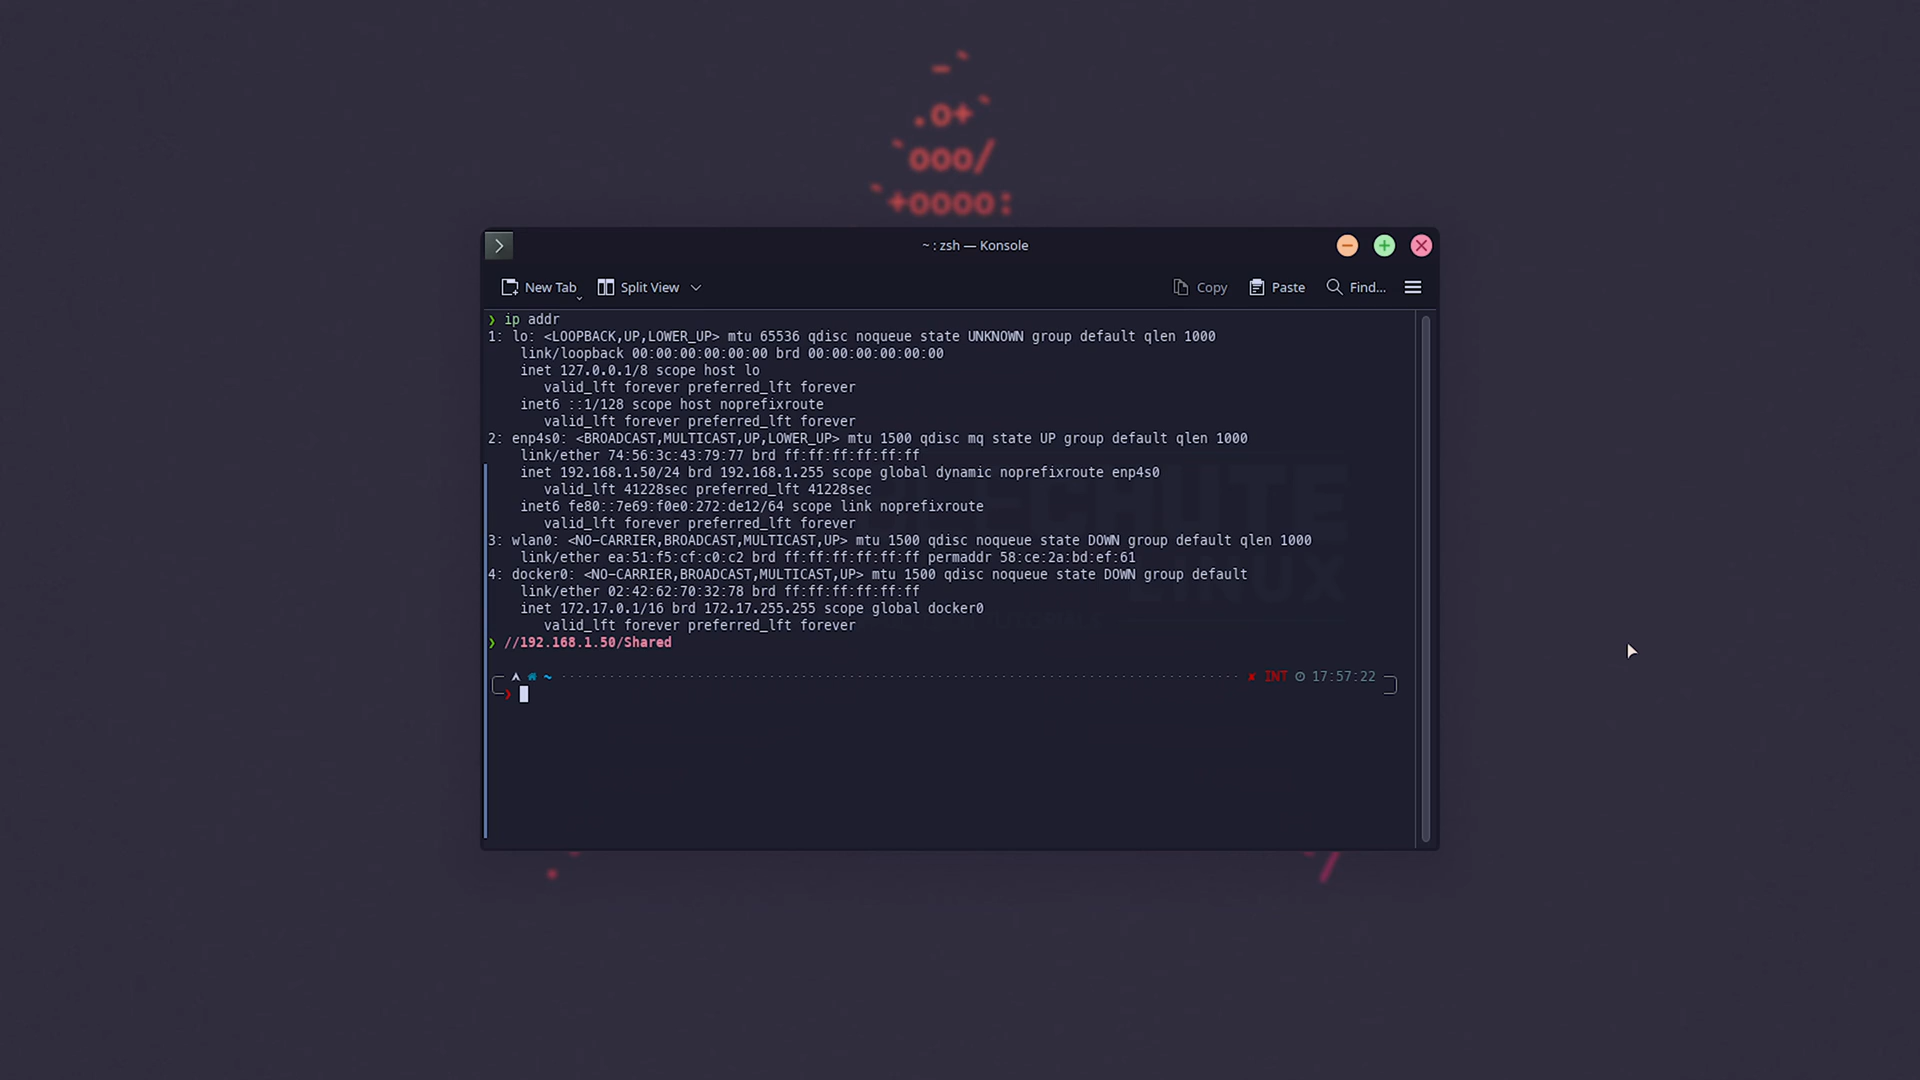 -`
.o+`
`ooo/
`+oooo:
~ : zsh — Konsole
New Tab Split View Copy Paste Find...
❯ ip addr
1: lo: <LOOPBACK,UP,LOWER_UP> mtu 65536 qdisc noqueue state UNKNOWN group default qlen 1000
link/loopback 00:00:00:00:00:00 brd 00:00:00:00:00:00
inet 127.0.0.1/8 scope host lo
valid_lft forever preferred_lft forever
inet6 ::1/128 scope host noprefixroute
valid_lft forever preferred_lft forever
2: enp4s0: <BROADCAST,MULTICAST,UP,LOWER_UP> mtu 1500 qdisc mq state UP group default qlen 1000
link/ether 74:56:3c:43:79:77 brd ff:ff:ff:ff:ff:ff
inet 192.168.1.50/24 brd 192.168.1.255 scope global dynamic noprefixroute enp4s0
valid_lft 41228sec preferred_lft 41228sec
inet6 fe80::7e69:f0e0:272:de12/64 scope link noprefixroute
valid_lft forever preferred_lft forever
3: wlan0: <NO-CARRIER,BROADCAST,MULTICAST,UP> mtu 1500 qdisc noqueue state DOWN group default qlen 1000
link/ether ea:51:f5:cf:c0:c2 brd ff:ff:ff:ff:ff:ff permaddr 58:ce:2a:bd:ef:61
4: docker0: <NO-CARRIER,BROADCAST,MULTICAST,UP> mtu 1500 qdisc noqueue state DOWN group default
link/ether 02:42:62:70:32:78 brd ff:ff:ff:ff:ff:ff
inet 172.17.0.1/16 brd 172.17.255.255 scope global docker0
valid_lft forever preferred_lft forever
❯ //192.168.1.50/Shared
~ ✘ INT 17:57:22
❯